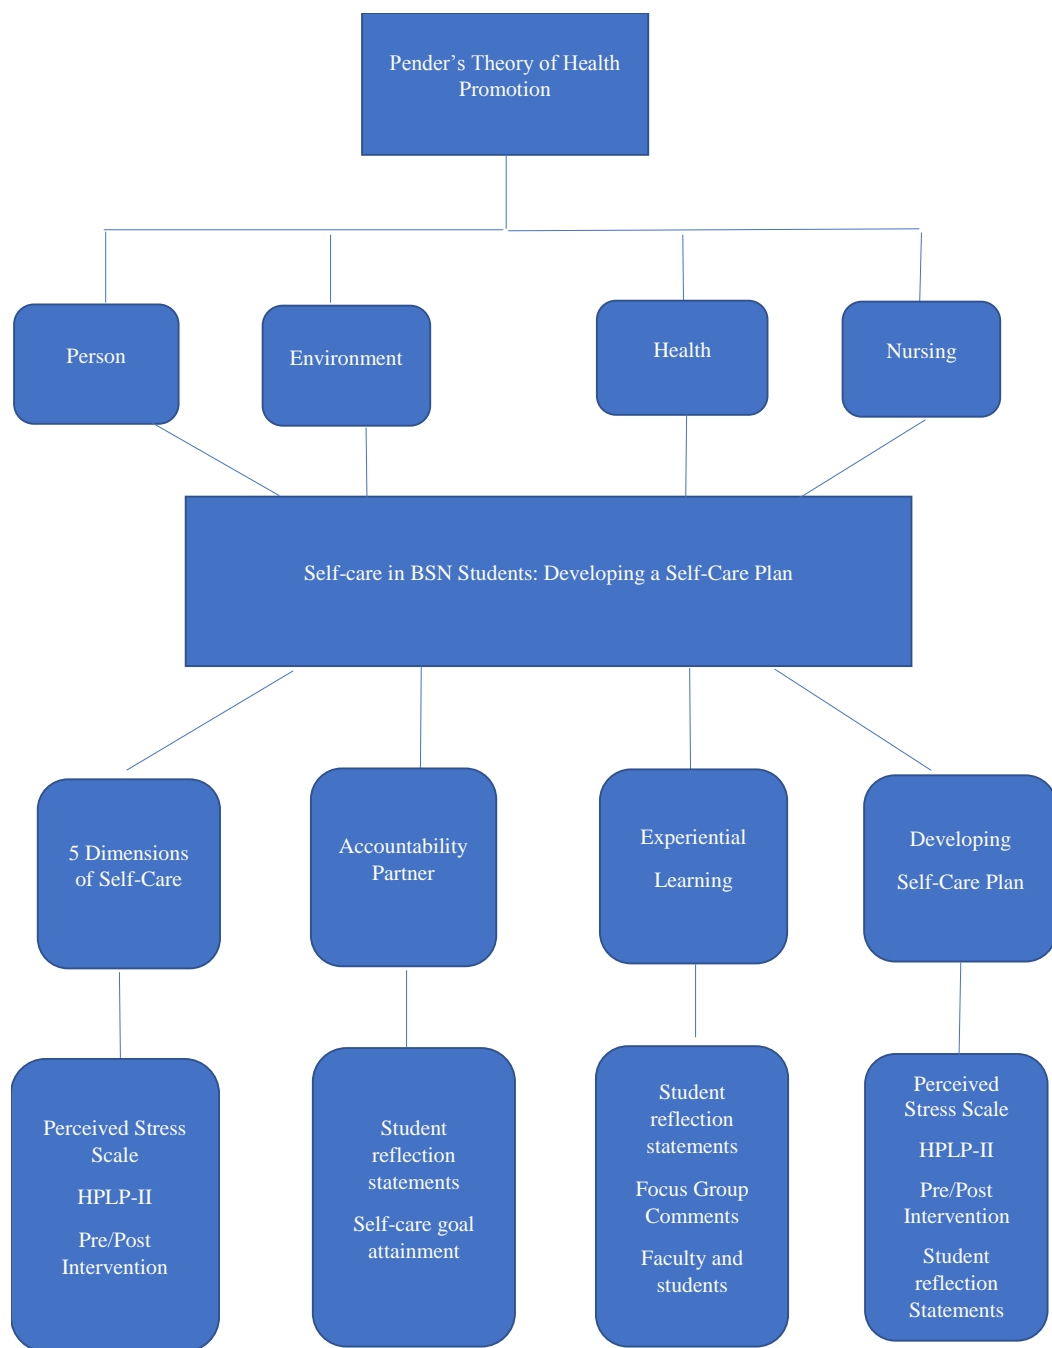 Pender’s Theory of Health
Promotion
Person
Environment
Health
Nursing
Self-care in BSN Students: Developing a Self-Care Plan
5 Dimensions
of Self-Care
Accountability
Partner
Experiential
Learning
Developing
Self-Care Plan
Perceived Stress
Scale
HPLP-II
Pre/Post
Intervention
Student
reflection
statements
Self-care goal
attainment
Student
reflection
statements
Focus Group
Comments
Faculty and
students
Perceived
Stress Scale
HPLP-II
Pre/Post
Intervention
Student
reflection
Statements